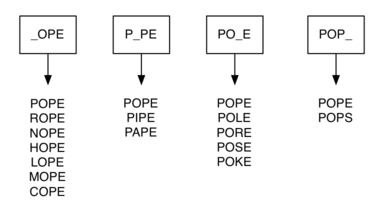 _OPE P_PE PO_E POP_
POPE POPE POPE POPE
ROPE PIPE POLE POPS
NOPE PAPE PORE
HOPE POSE
LOPE POKE
MOPE
COPE